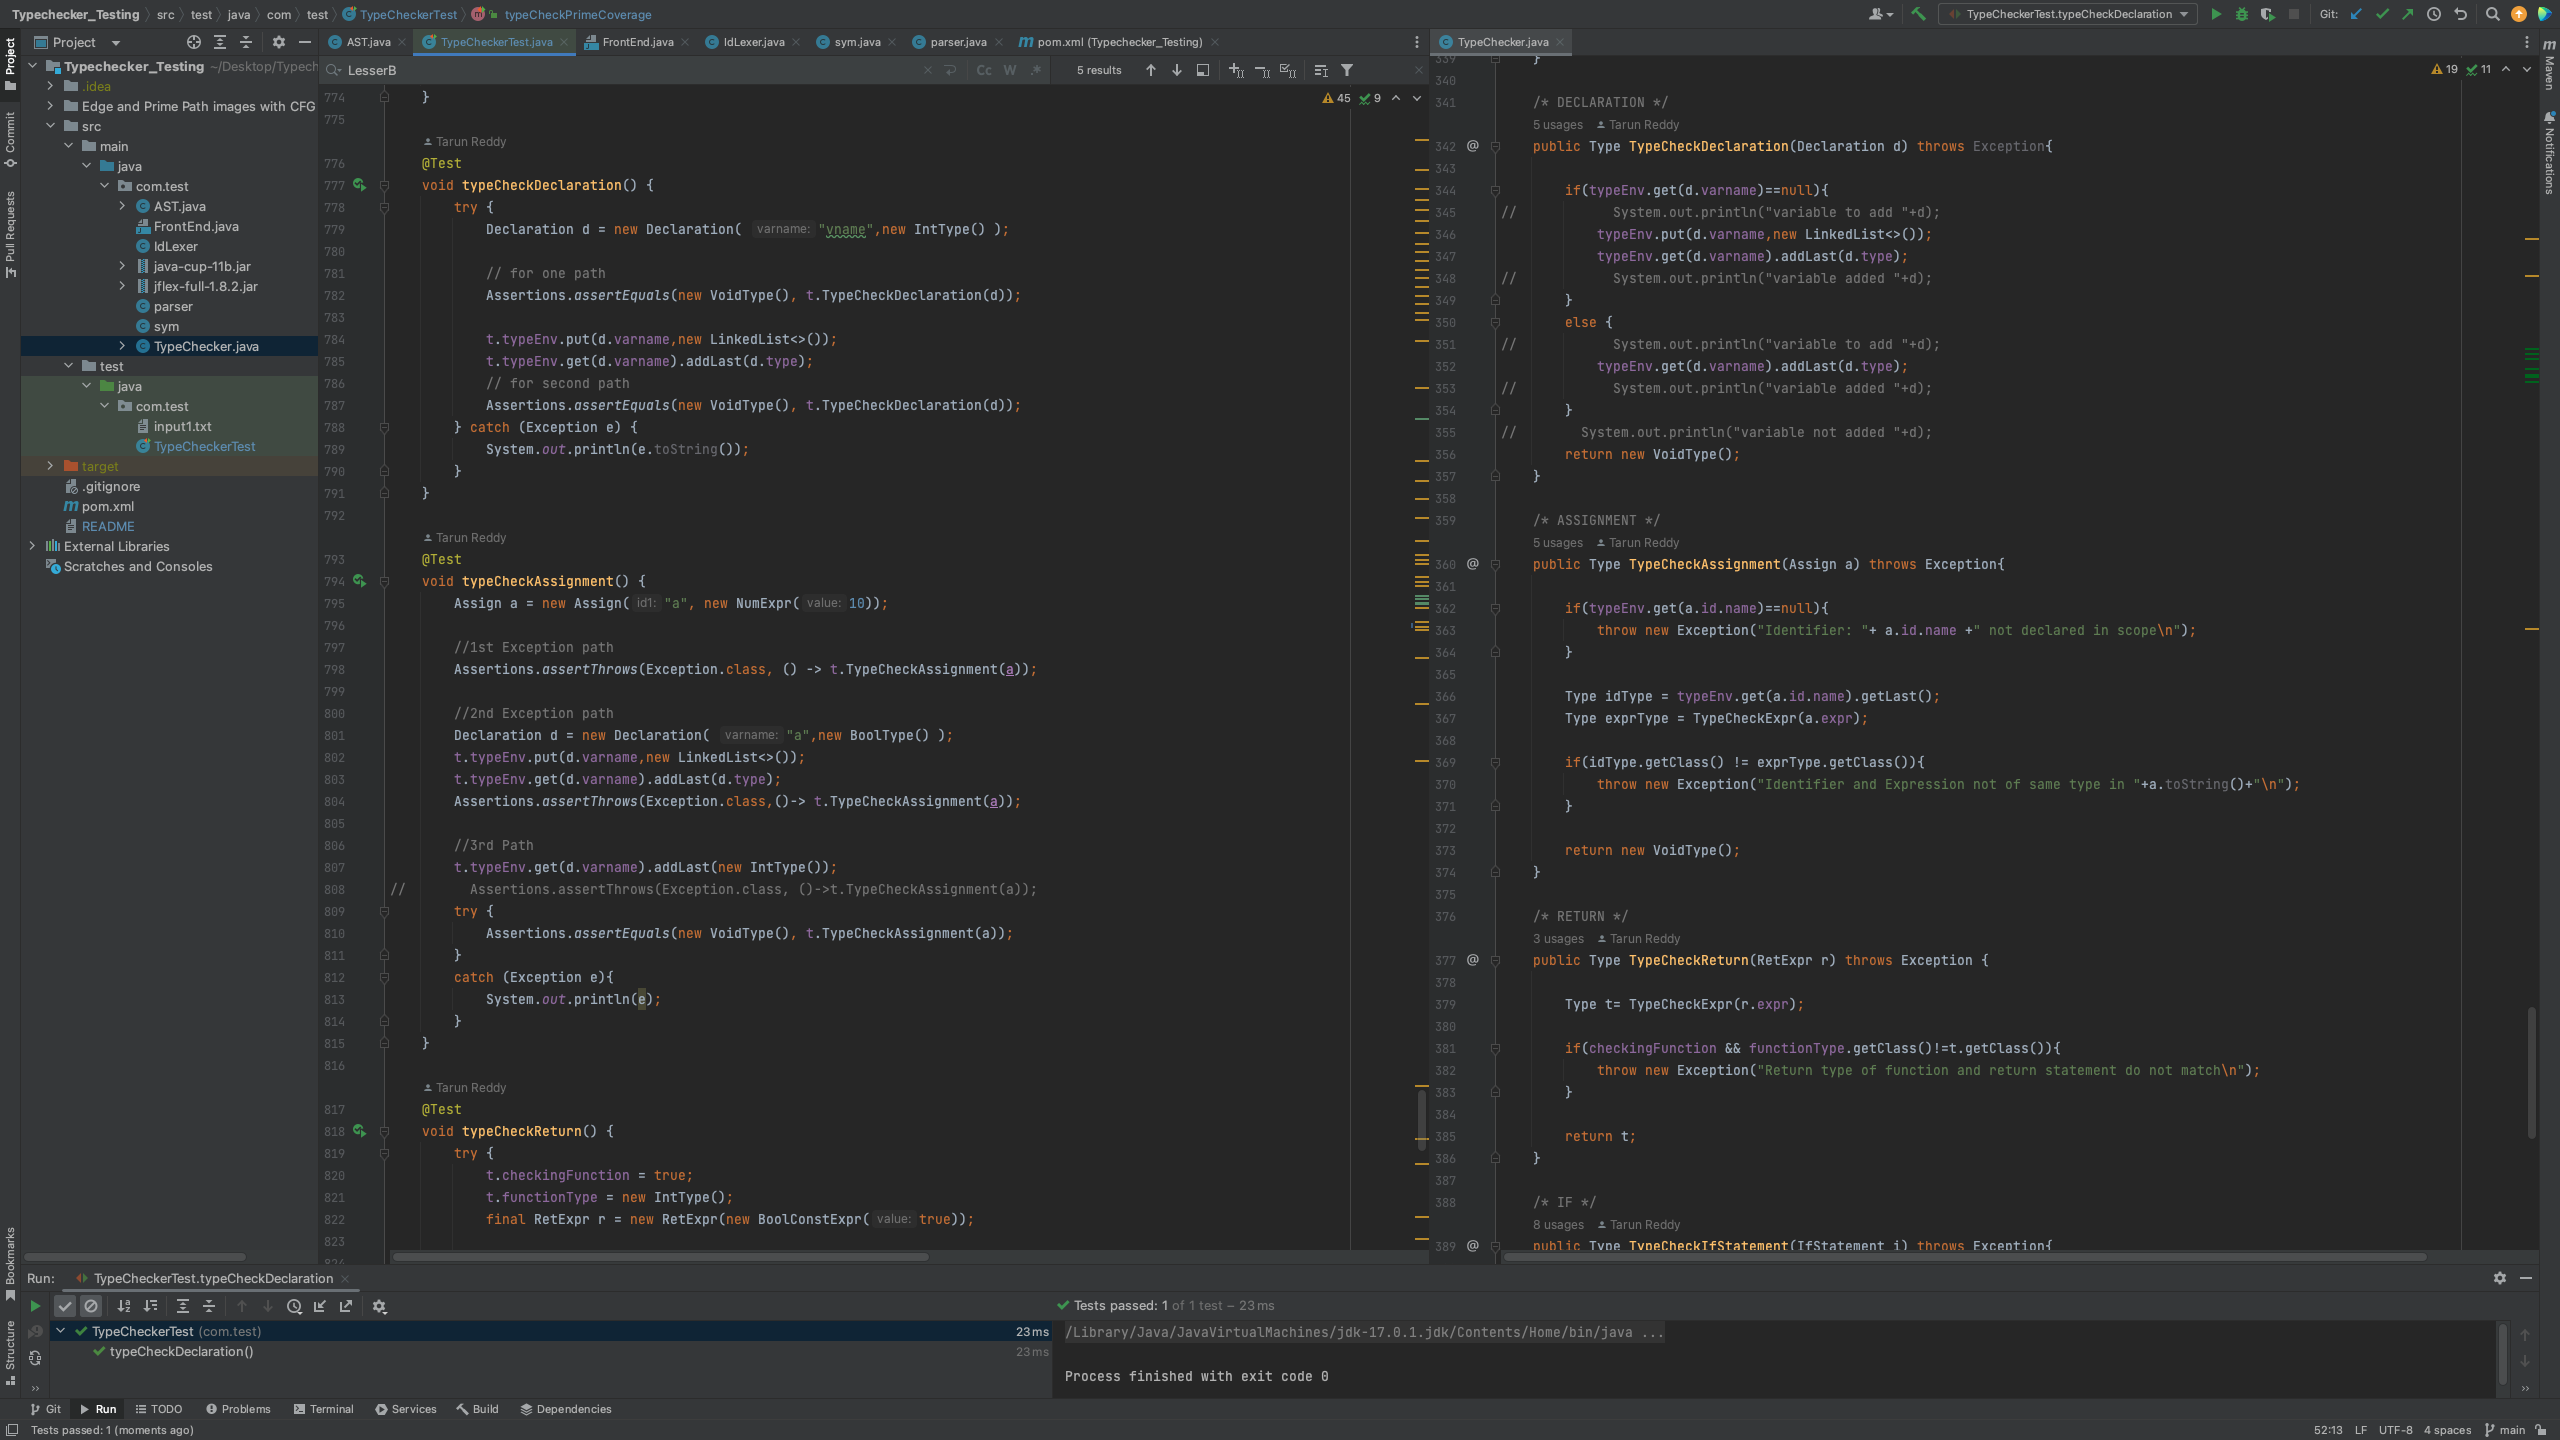 Typechecker_Testing > src > test > java > com > test > TypeCheckerTest > typeCheckPrimeCoverage
TypeCheckerTest.typeCheckDeclaration
Git:
Project
AST.java
TypeCheckerTest.java
FrontEnd.java
IdLexer.java
sym.java
parser.java
pom.xml (Typechecker_Testing)
TypeChecker.java
Project
Commit
Pull Requests
Bookmarks
Structure
Maven
Notifications
Typechecker_Testing ~/Desktop/Typech
.idea
Edge and Prime Path images with CFG
src
main
java
com.test
AST.java
FrontEnd.java
IdLexer
java-cup-11b.jar
jflex-full-1.8.2.jar
parser
sym
TypeChecker.java
test
java
com.test
input1.txt
TypeCheckerTest
target
.gitignore
pom.xml
README
External Libraries
Scratches and Consoles
LesserB
Cc W .* 5 results
45 9
774 }
775
Tarun Reddy
776 @Test
777 void typeCheckDeclaration() {
778 try {
779 Declaration d = new Declaration( varname: "vname",new IntType() );
780
781 // for one path
782 Assertions.assertEquals(new VoidType(), t.TypeCheckDeclaration(d));
783
784 t.typeEnv.put(d.varname,new LinkedList<>());
785 t.typeEnv.get(d.varname).addLast(d.type);
786 // for second path
787 Assertions.assertEquals(new VoidType(), t.TypeCheckDeclaration(d));
788 } catch (Exception e) {
789 System.out.println(e.toString());
790 }
791 }
792
Tarun Reddy
793 @Test
794 void typeCheckAssignment() {
795 Assign a = new Assign( id1: "a", new NumExpr( value: 10));
796
797 //1st Exception path
798 Assertions.assertThrows(Exception.class, () -> t.TypeCheckAssignment(a));
799
800 //2nd Exception path
801 Declaration d = new Declaration( varname: "a",new BoolType() );
802 t.typeEnv.put(d.varname,new LinkedList<>());
803 t.typeEnv.get(d.varname).addLast(d.type);
804 Assertions.assertThrows(Exception.class,()-> t.TypeCheckAssignment(a));
805
806 //3rd Path
807 t.typeEnv.get(d.varname).addLast(new IntType());
808 // Assertions.assertThrows(Exception.class, ()->t.TypeCheckAssignment(a));
809 try {
810 Assertions.assertEquals(new VoidType(), t.TypeCheckAssignment(a));
811 }
812 catch (Exception e){
813 System.out.println(e);
814 }
815 }
816
Tarun Reddy
817 @Test
818 void typeCheckReturn() {
819 try {
820 t.checkingFunction = true;
821 t.functionType = new IntType();
822 final RetExpr r = new RetExpr(new BoolConstExpr( value: true));
823
824
19 11
339 }
340
341 /* DECLARATION */
5 usages Tarun Reddy
342 @ public Type TypeCheckDeclaration(Declaration d) throws Exception{
343
344 if(typeEnv.get(d.varname)==null){
345 // System.out.println("variable to add "+d);
346 typeEnv.put(d.varname,new LinkedList<>());
347 typeEnv.get(d.varname).addLast(d.type);
348 // System.out.println("variable added "+d);
349 }
350 else {
351 // System.out.println("variable to add "+d);
352 typeEnv.get(d.varname).addLast(d.type);
353 // System.out.println("variable added "+d);
354 }
355 // System.out.println("variable not added "+d);
356 return new VoidType();
357 }
358
359 /* ASSIGNMENT */
5 usages Tarun Reddy
360 @ public Type TypeCheckAssignment(Assign a) throws Exception{
361
362 if(typeEnv.get(a.id.name)==null){
363 throw new Exception("Identifier: "+ a.id.name +" not declared in scope\n");
364 }
365
366 Type idType = typeEnv.get(a.id.name).getLast();
367 Type exprType = TypeCheckExpr(a.expr);
368
369 if(idType.getClass() != exprType.getClass()){
370 throw new Exception("Identifier and Expression not of same type in "+a.toString()+"\n");
371 }
372
373 return new VoidType();
374 }
375
376 /* RETURN */
3 usages Tarun Reddy
377 @ public Type TypeCheckReturn(RetExpr r) throws Exception {
378
379 Type t= TypeCheckExpr(r.expr);
380
381 if(checkingFunction && functionType.getClass()!=t.getClass()){
382 throw new Exception("Return type of function and return statement do not match\n");
383 }
384
385 return t;
386 }
387
388 /* IF */
8 usages Tarun Reddy
389 @ public Type TypeCheckIfStatement(IfStatement i) throws Exception{
Run: TypeCheckerTest.typeCheckDeclaration
Tests passed: 1 of 1 test – 23 ms
TypeCheckerTest (com.test) 23 ms
typeCheckDeclaration() 23 ms
/Library/Java/JavaVirtualMachines/jdk-17.0.1.jdk/Contents/Home/bin/java ...
Process finished with exit code 0
Git Run TODO Problems Terminal Services Build Dependencies
Tests passed: 1 (moments ago)
52:13 LF UTF-8 4 spaces main